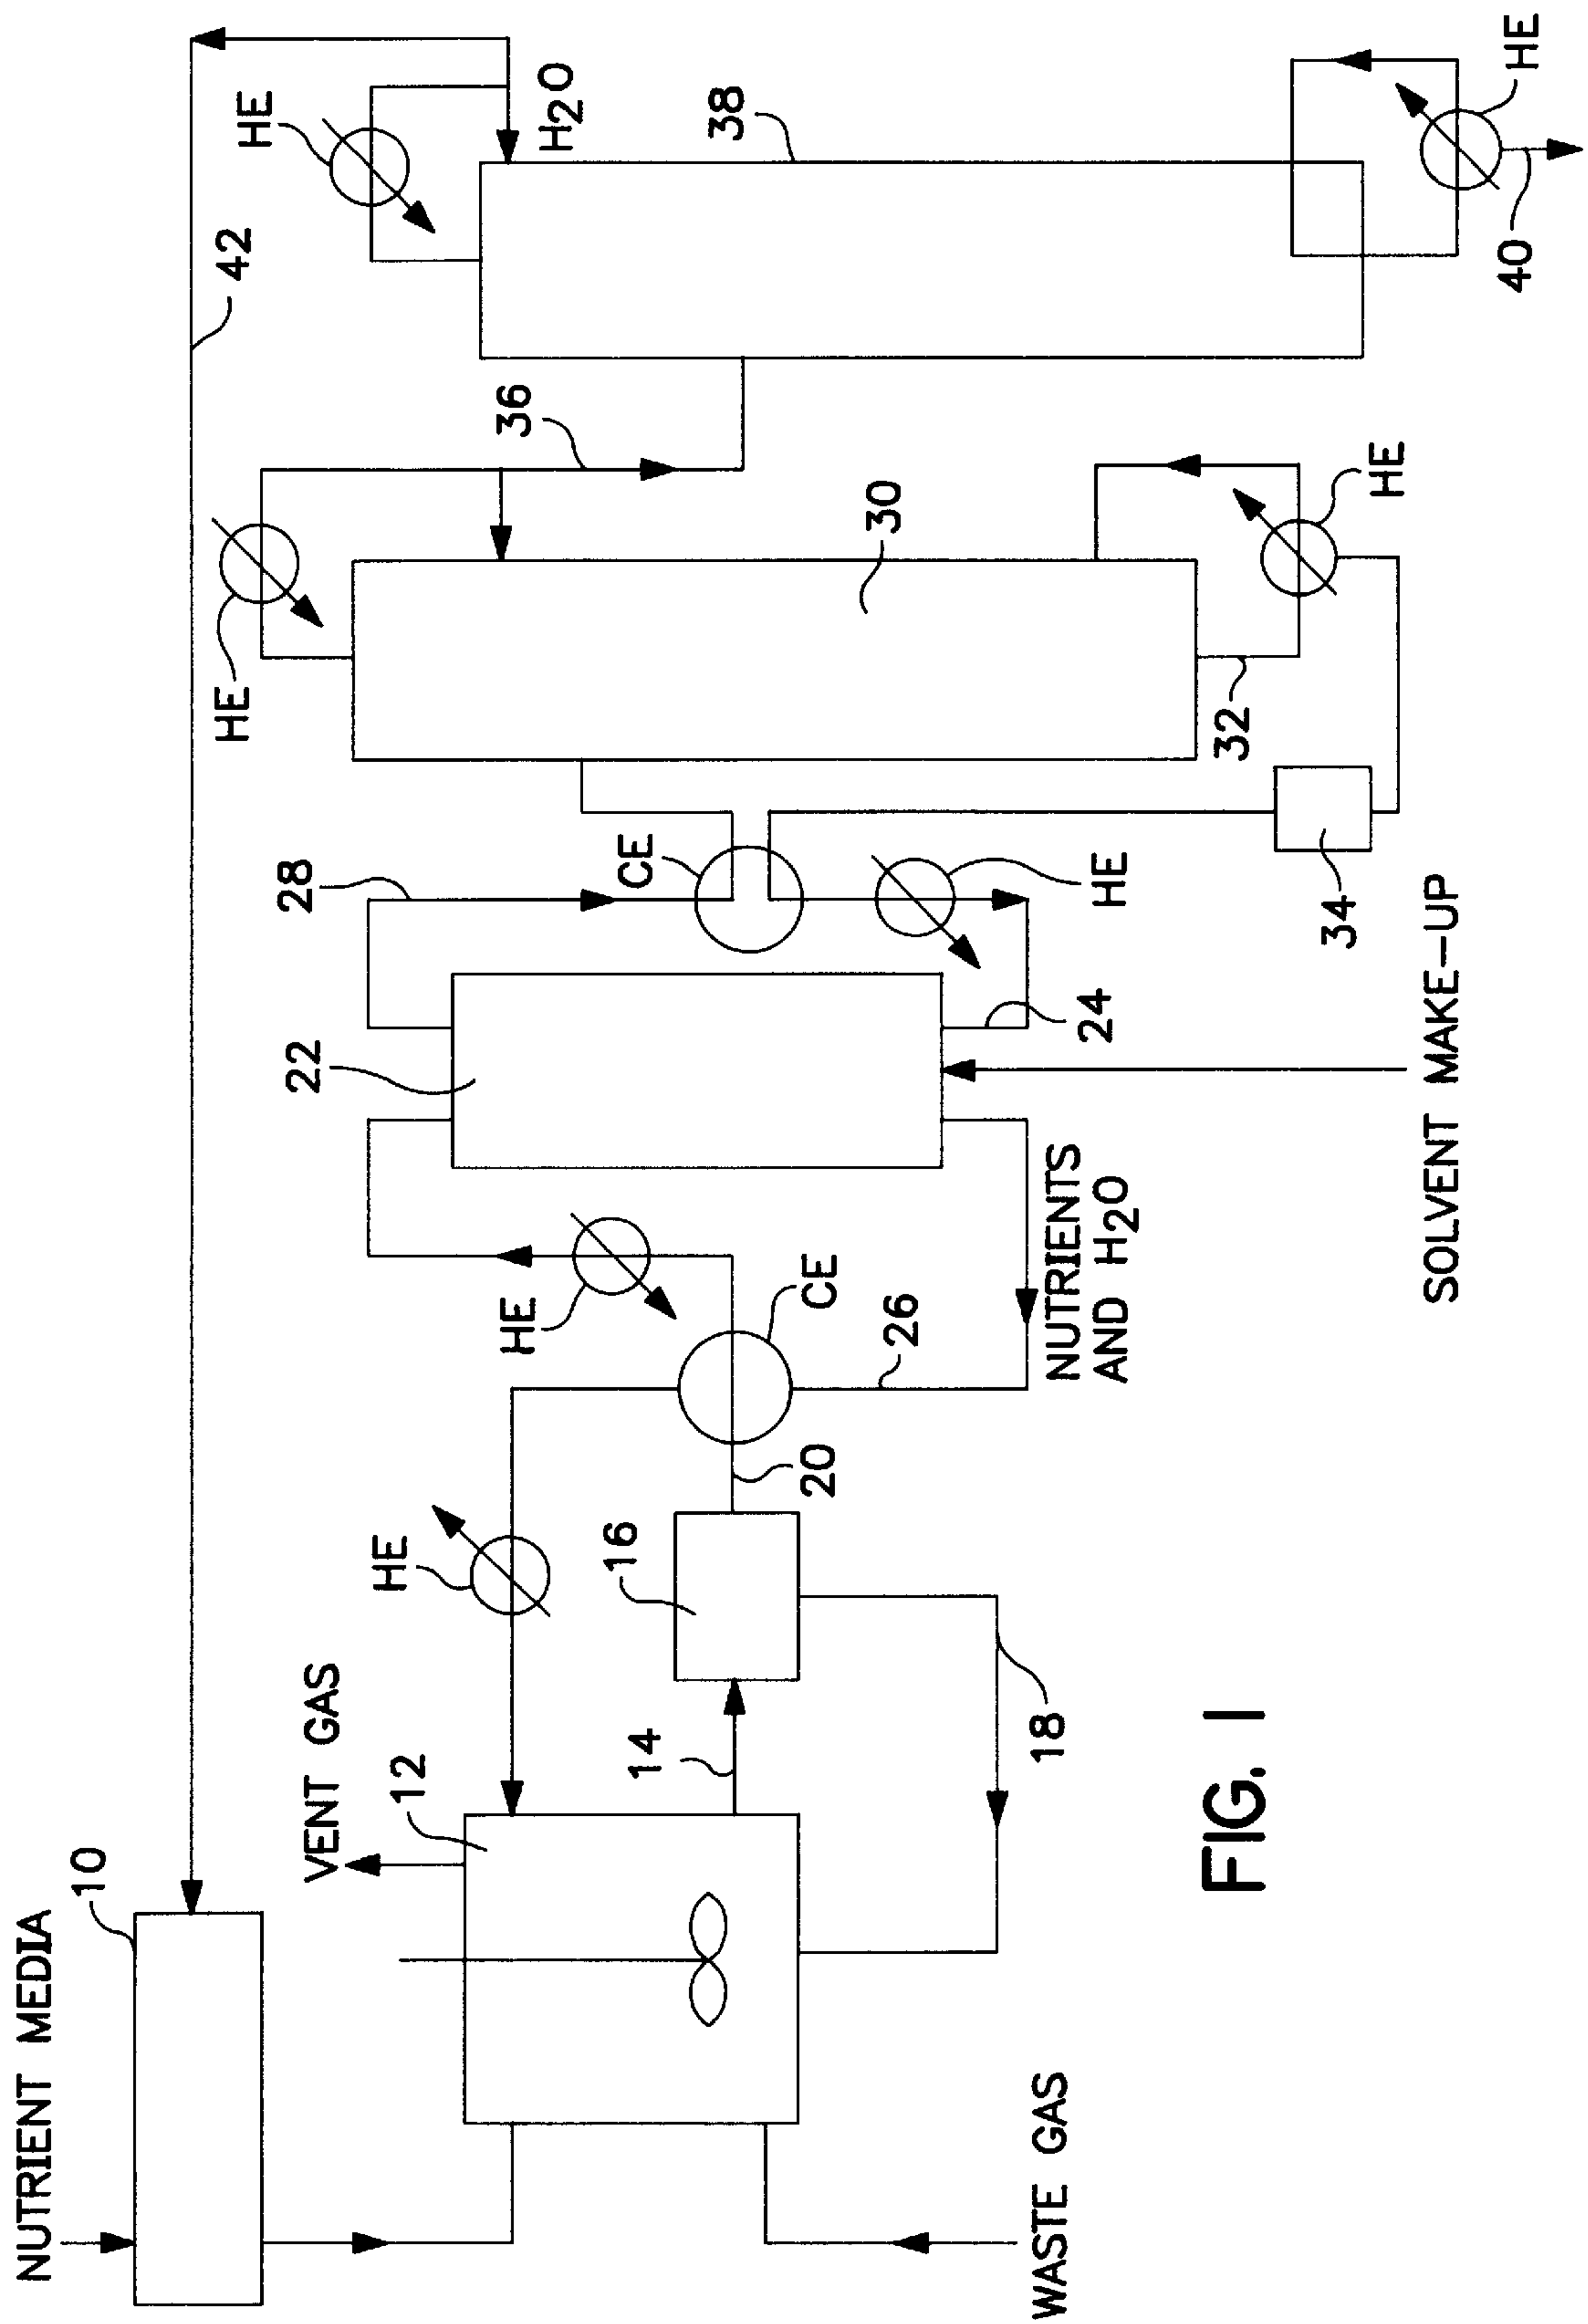 NUTRIENT MEDIA
10
42
VENT GAS
12
HE
HE
22
28
HE
HE
36
H2O
14
16
20
CE
26
CE
30
38
WASTE GAS
18
NUTRIENTS
AND H2O
24
HE
32
HE
34
SOLVENT MAKE-UP
40
HE
FIG. 1